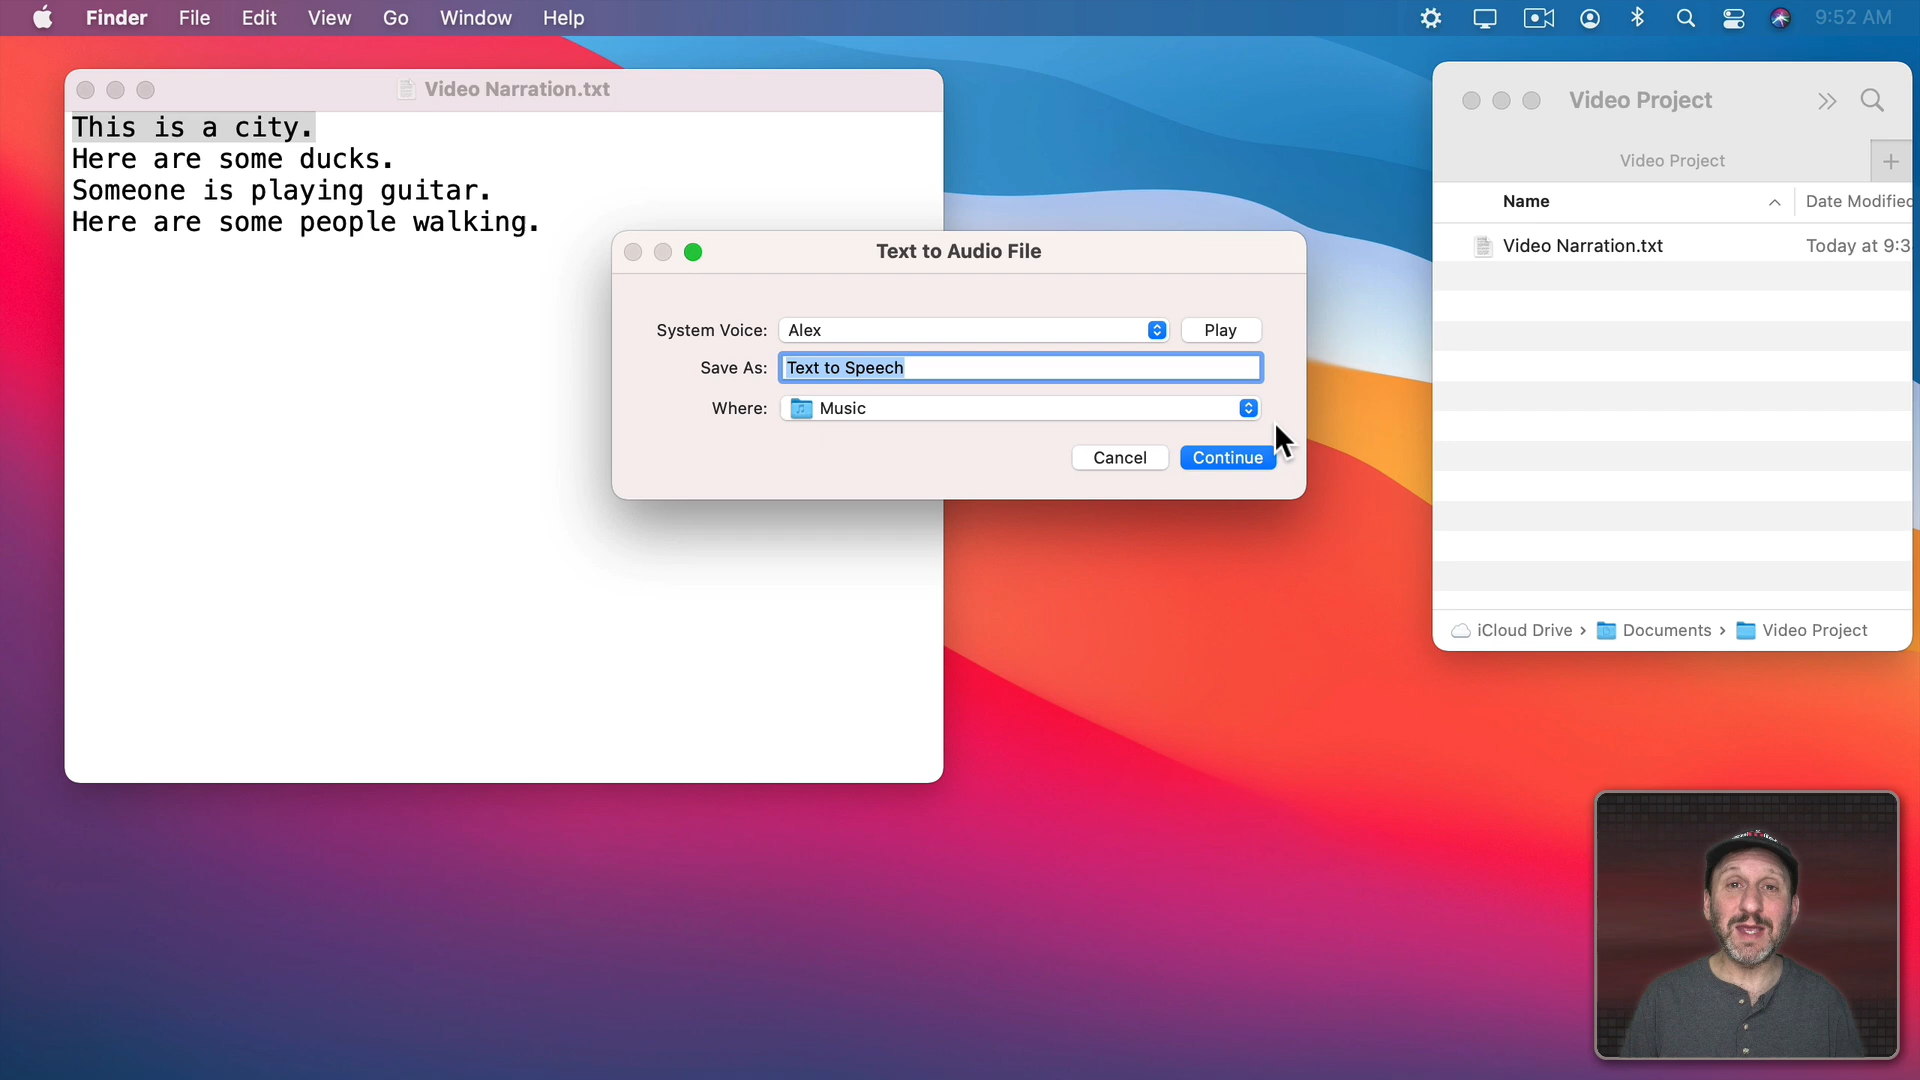 Finder File Edit View Go Window Help 9:52 AM
Video Narration.txt
This is a city.
Here are some ducks.
Someone is playing guitar.
Here are some people walking.
Text to Audio File
System Voice: Alex Play
Save As: Text to Speech
Where: Music
Cancel Continue
Video Project
Video Project
Name Date Modified
Video Narration.txt Today at 9:3
iCloud Drive › Documents › Video Project